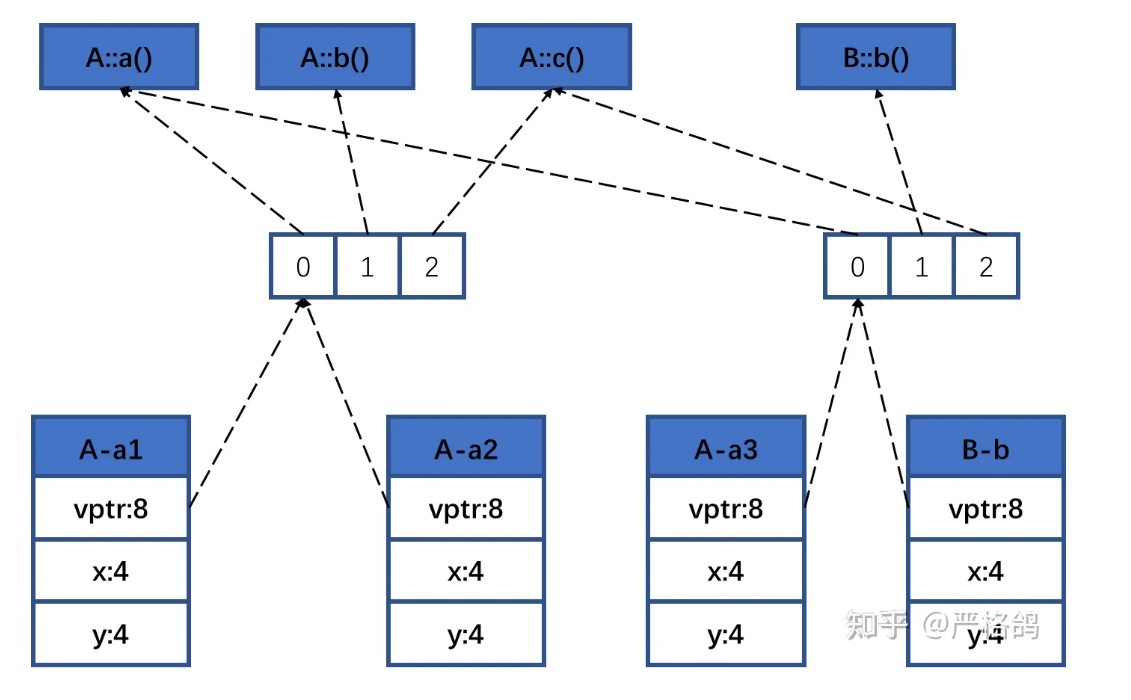 A::a() A::b() A::c() B::b()
0 1 2 0 1 2
A-a1 A-a2 A-a3 B-b
vptr:8 vptr:8 vptr:8 vptr:8
x:4 x:4 x:4 x:4
y:4 y:4 y:4 y:4
知乎 @严格鸽